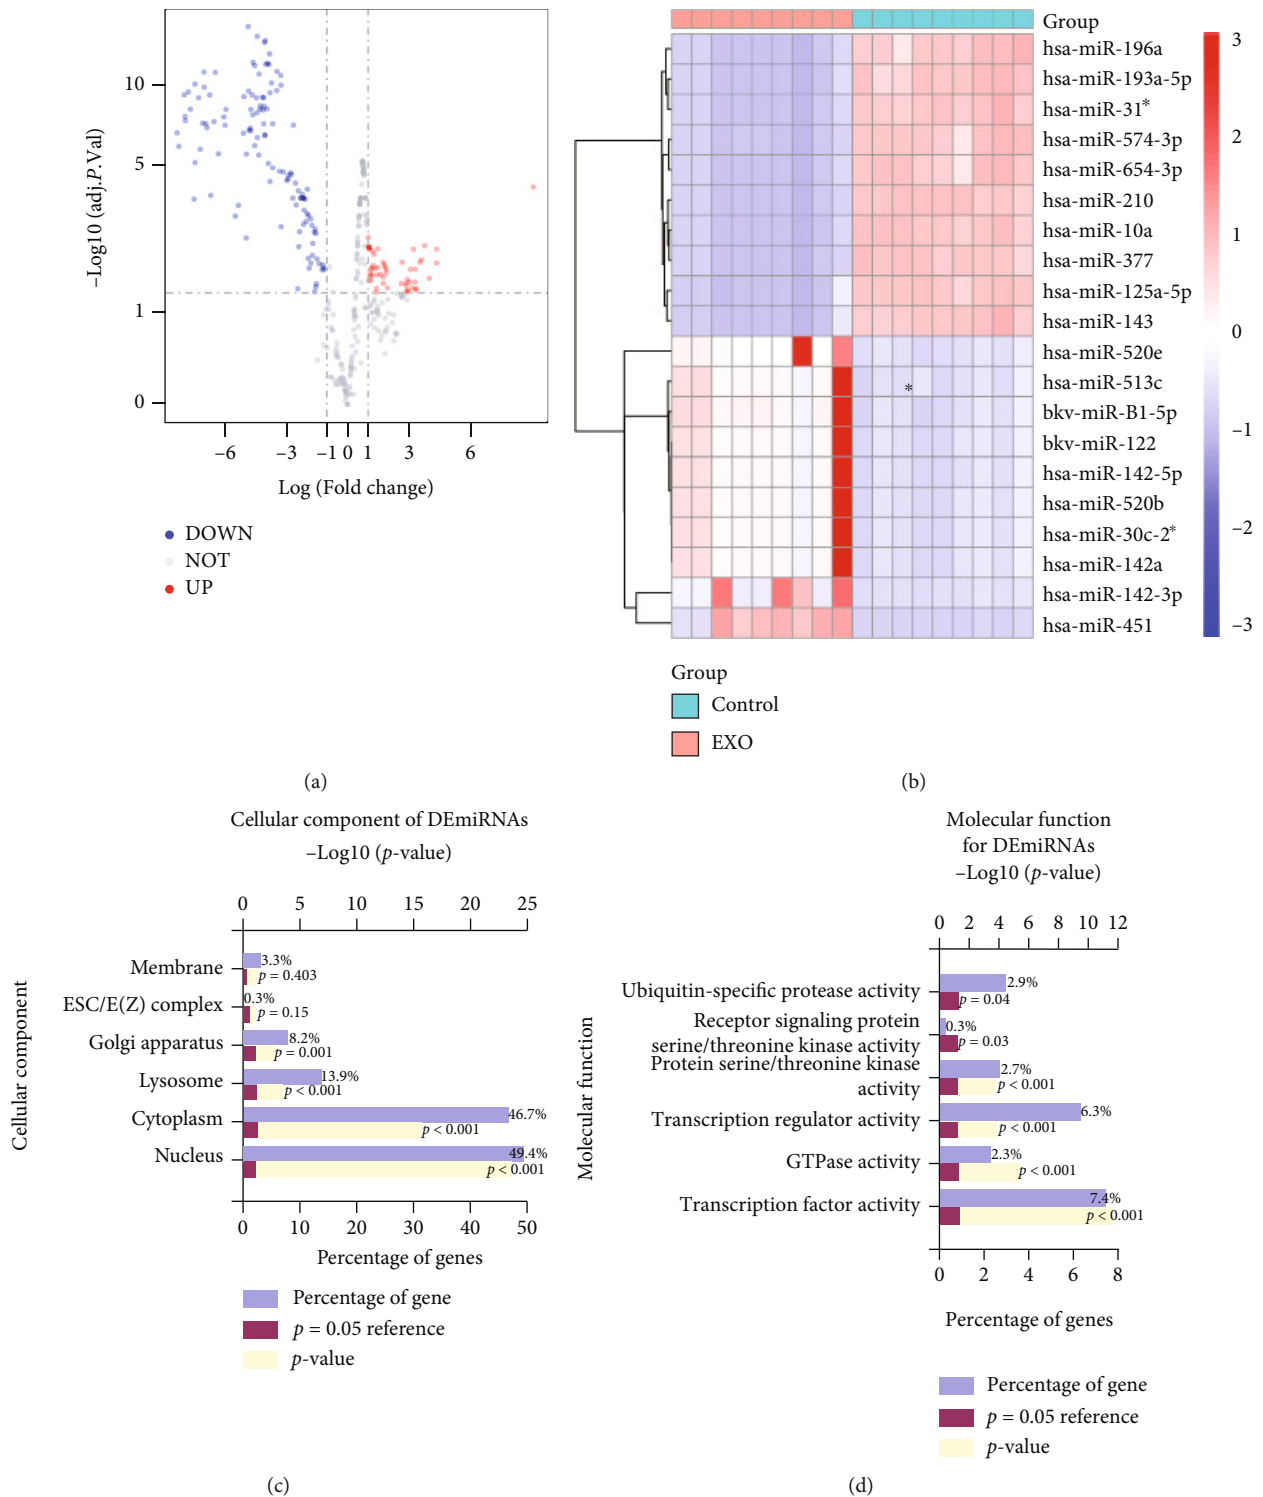 10
5
1
0
–Log10 (adj.P.Val)
–6 –3 –1 0 1 3 6
Log (Fold change)
DOWN
NOT
UP
(a)
Group
hsa-miR-196a
hsa-miR-193a-5p
hsa-miR-31*
hsa-miR-574-3p
hsa-miR-654-3p
hsa-miR-210
hsa-miR-10a
hsa-miR-377
hsa-miR-125a-5p
hsa-miR-143
hsa-miR-520e
hsa-miR-513c
*
bkv-miR-B1-5p
bkv-miR-122
hsa-miR-142-5p
hsa-miR-520b
hsa-miR-30c-2*
hsa-miR-142a
hsa-miR-142-3p
hsa-miR-451
3
2
1
0
–1
–2
–3
Group
Control
EXO
(b)
Cellular component of DEmiRNAs
–Log10 (p-value)
0 5 10 15 20 25
Cellular component
Membrane 3.3%
p = 0.403
ESC/E(Z) complex 0.3%
p = 0.15
Golgi apparatus 8.2%
p = 0.001
Lysosome 13.9%
p < 0.001
Cytoplasm 46.7%
p < 0.001
Nucleus 49.4%
p < 0.001
0 10 20 30 40 50
Percentage of genes
Percentage of gene
p = 0.05 reference
p-value
(c)
Molecular function
for DEmiRNAs
–Log10 (p-value)
0 2 4 6 8 10 12
Molecular function
Ubiquitin-specific protease activity 2.9%
p = 0.04
Receptor signaling protein 0.3%
serine/threonine kinase activity p = 0.03
Protein serine/threonine kinase 2.7%
activity p < 0.001
Transcription regulator activity 6.3%
p < 0.001
GTPase activity 2.3%
p < 0.001
Transcription factor activity 7.4%
p < 0.001
0 2 4 6 8
Percentage of genes
Percentage of gene
p = 0.05 reference
p-value
(d)